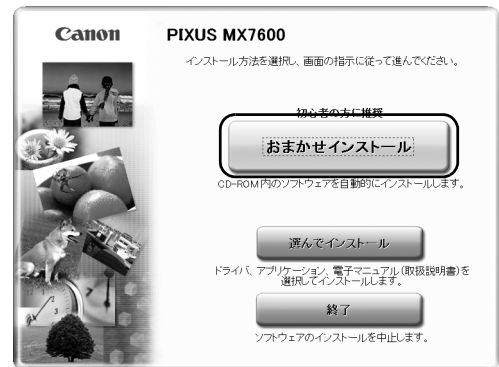 Canon
PIXUS MX7600
インストール方法を選択し、画面の指示に従って進んでください。
初心者の方に推奨
おまかせインストール
CD-ROM内のソフトウェアを自動的にインストールします。
選んでインストール
ドライバ、アプリケーション、電子マニュアル(取扱説明書)を
選択してインストールします。
終了
ソフトウェアのインストールを中止します。